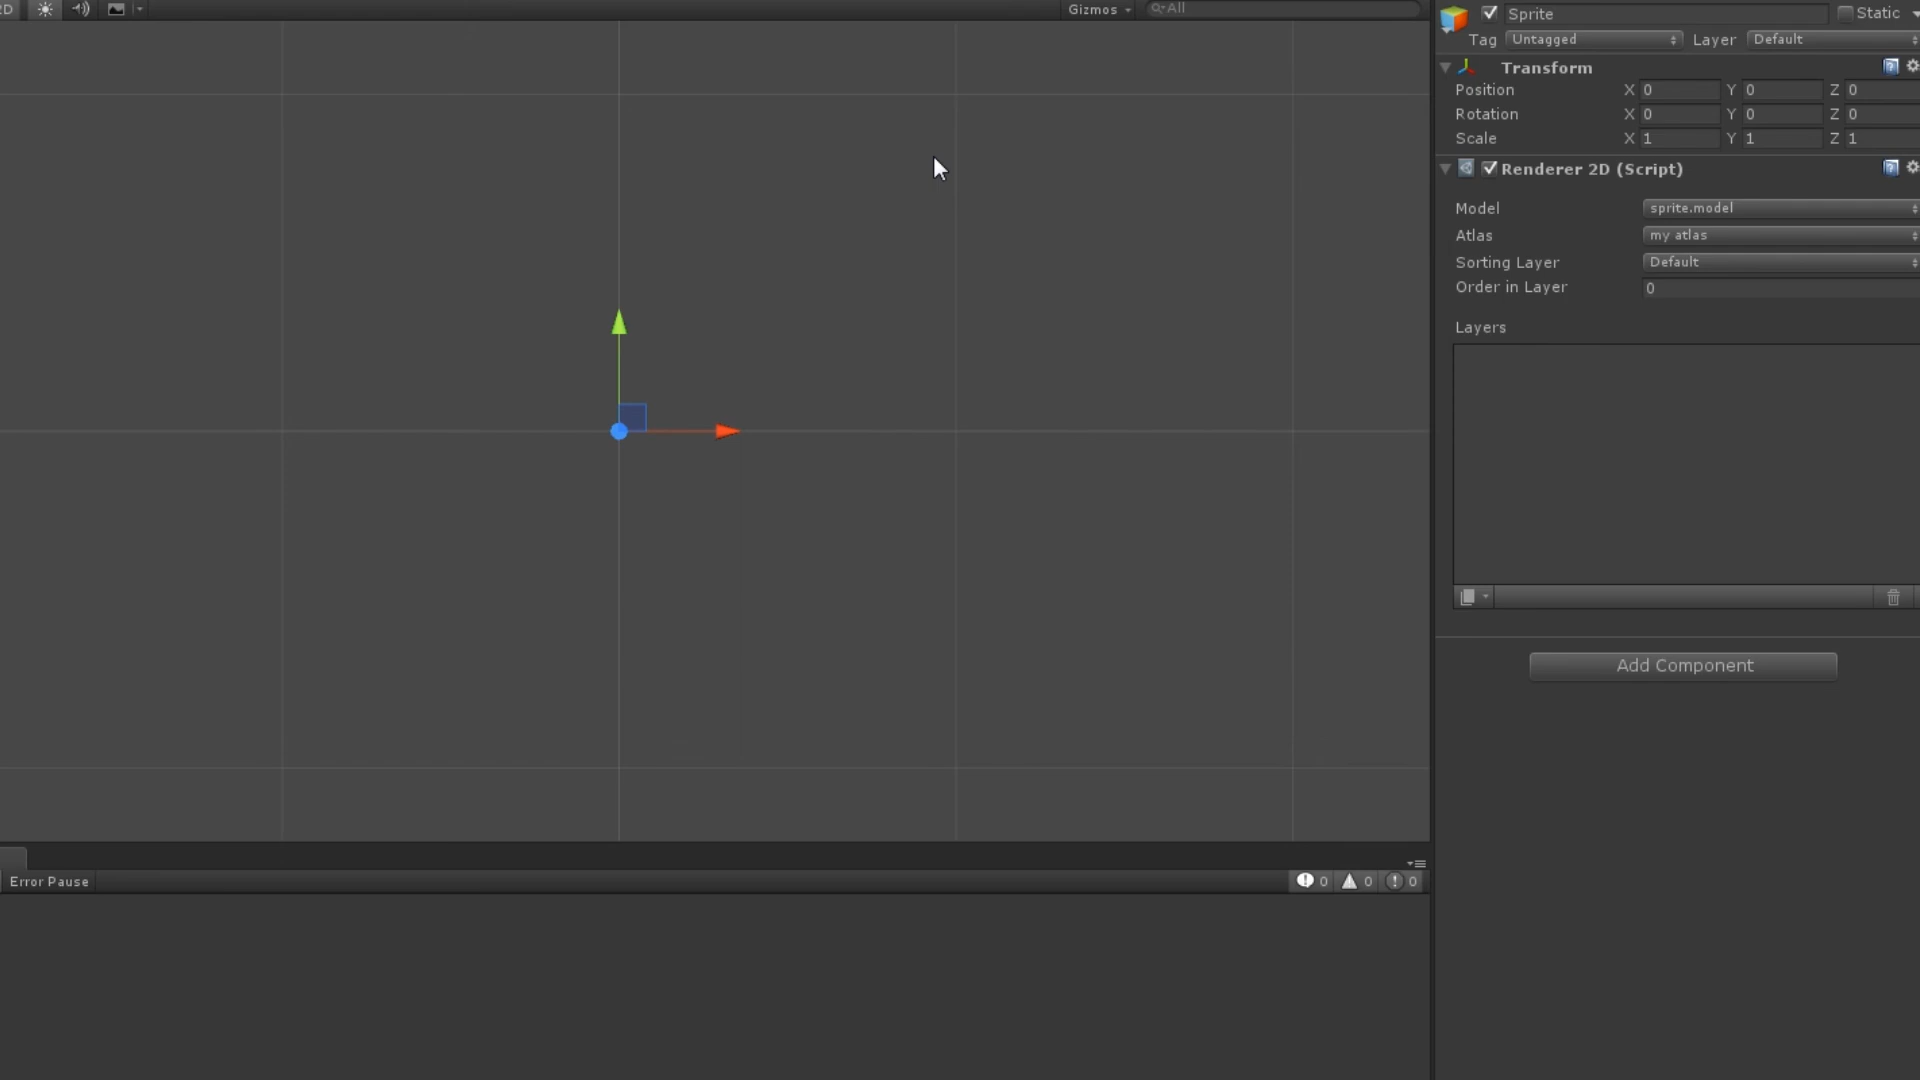 2D
Gizmos
All
Sprite
Static
Tag Untagged Layer Default
Transform
Position X 0 Y 0 Z 0
Rotation X 0 Y 0 Z 0
Scale X 1 Y 1 Z 1
Renderer 2D (Script)
Model sprite.model
Atlas my atlas
Sorting Layer Default
Order in Layer 0
Layers
Add Component
Error Pause
0 0 0